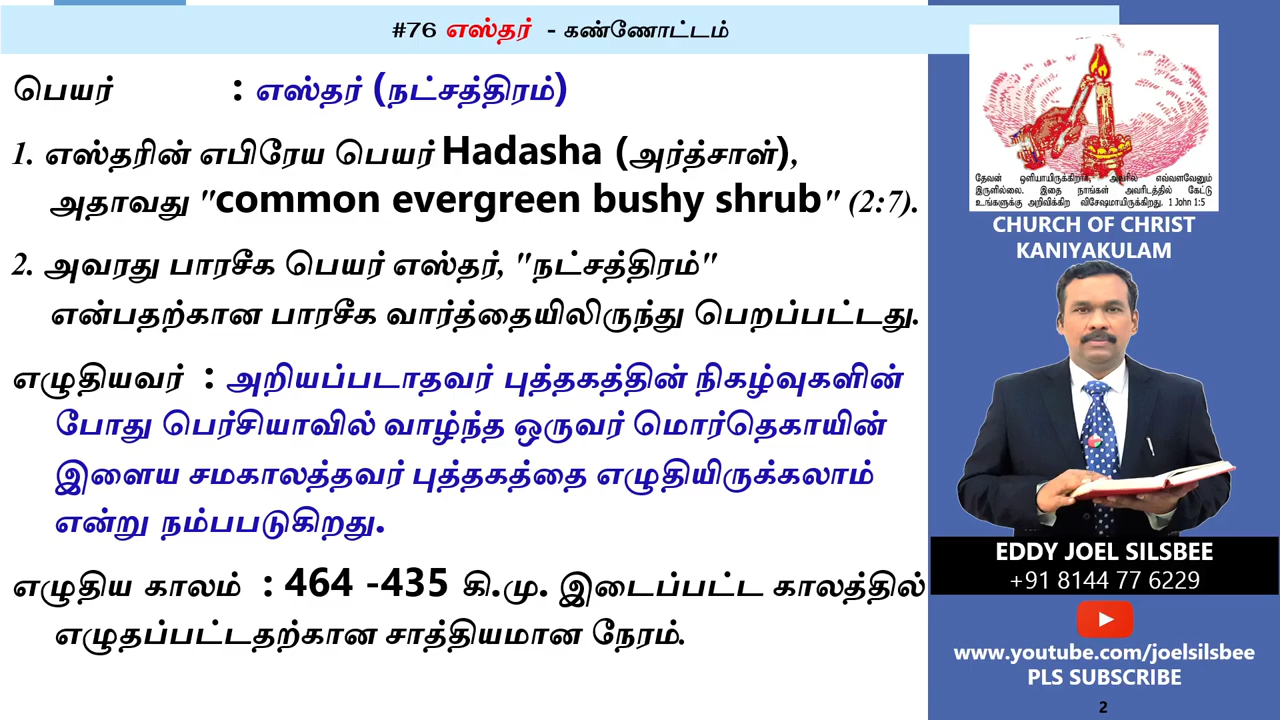 #76 எஸ்தர் - கண்ணோட்டம்
பெயர் : எஸ்தர் (நட்சத்திரம்)
1. எஸ்தரின் எபிரேய பெயர் Hadasha (அர்த்சாள்),
அதாவது "common evergreen bushy shrub" (2:7).
2. அவரது பாரசீக பெயர் எஸ்தர், "நட்சத்திரம்"
என்பதற்கான பாரசீக வார்த்தையிலிருந்து பெறப்பட்டது.
எழுதியவர் : அறியப்படாதவர் புத்தகத்தின் நிகழ்வுகளின்
போது பெர்சியாவில் வாழ்ந்த ஒருவர் மொர்தெகாயின்
இளைய சமகாலத்தவர் புத்தகத்தை எழுதியிருக்கலாம்
என்று நம்பபடுகிறது.
எழுதிய காலம் : 464 -435 கி.மு. இடைப்பட்ட காலத்தில்
எழுதப்பட்டதற்கான சாத்தியமான நேரம்.
தேவன் ஒளியாயிருக்கிறார், அவரில் எவ்வளவேனும்
இருளில்லை. இதை நாங்கள் அவரிடத்தில் கேட்டு
உங்களுக்கு அறிவிக்கிற விசேஷமாயிருக்கிறது. 1 John 1:5
CHURCH OF CHRIST
KANIYAKULAM
EDDY JOEL SILSBEE
+91 8144 77 6229
www.youtube.com/joelsilsbee
PLS SUBSCRIBE
2